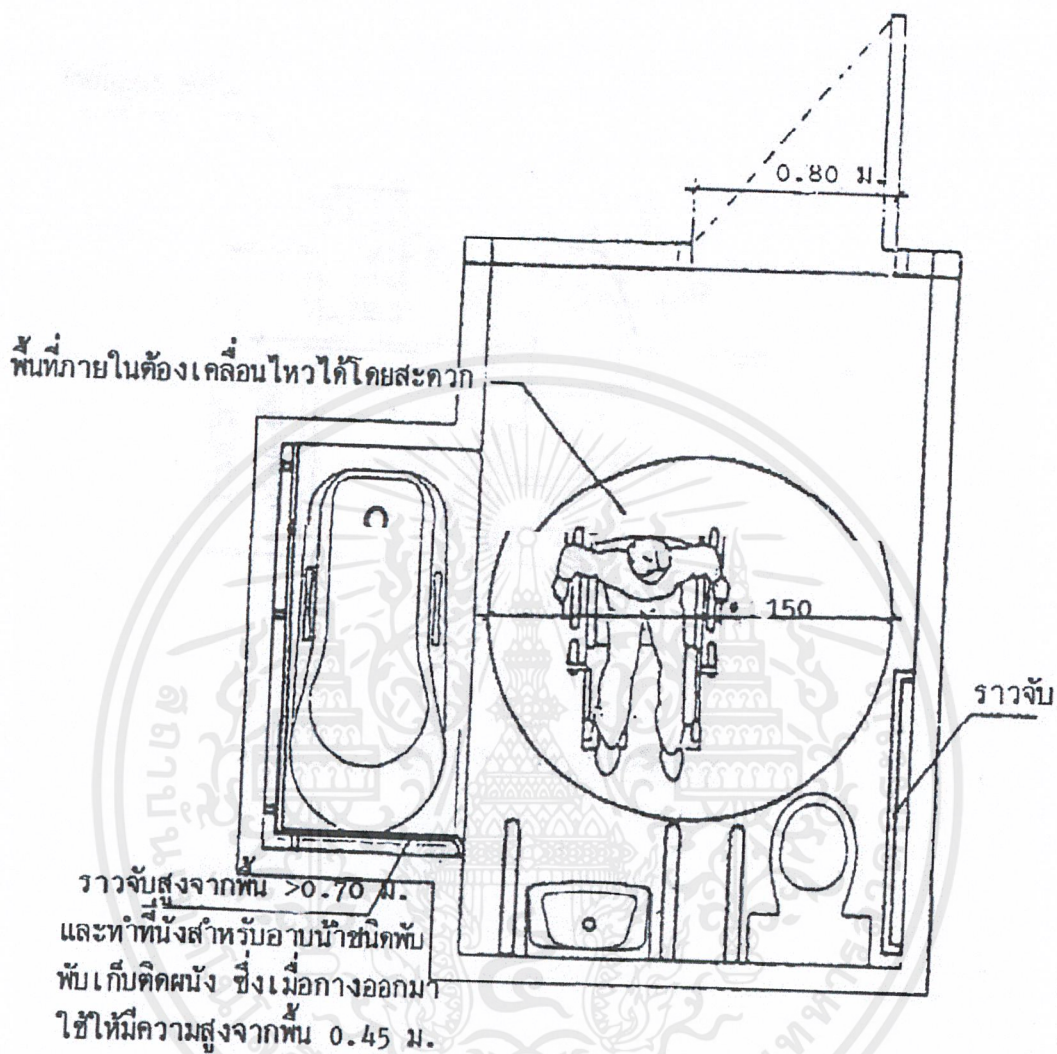 0.80 ม.
พื้นที่ภายในต้องเคลื่อนไหวได้โดยสะดวก
150
ราวจับ
ราวจับสูงจากพื้น >0.70 ม.
และทำที่นั่งสำหรับอาบน้ำชนิดพับ
พับเก็บติดผนัง ซึ่งเมื่อกางออกมา
ใช้ให้มีความสูงจากพื้น 0.45 ม.